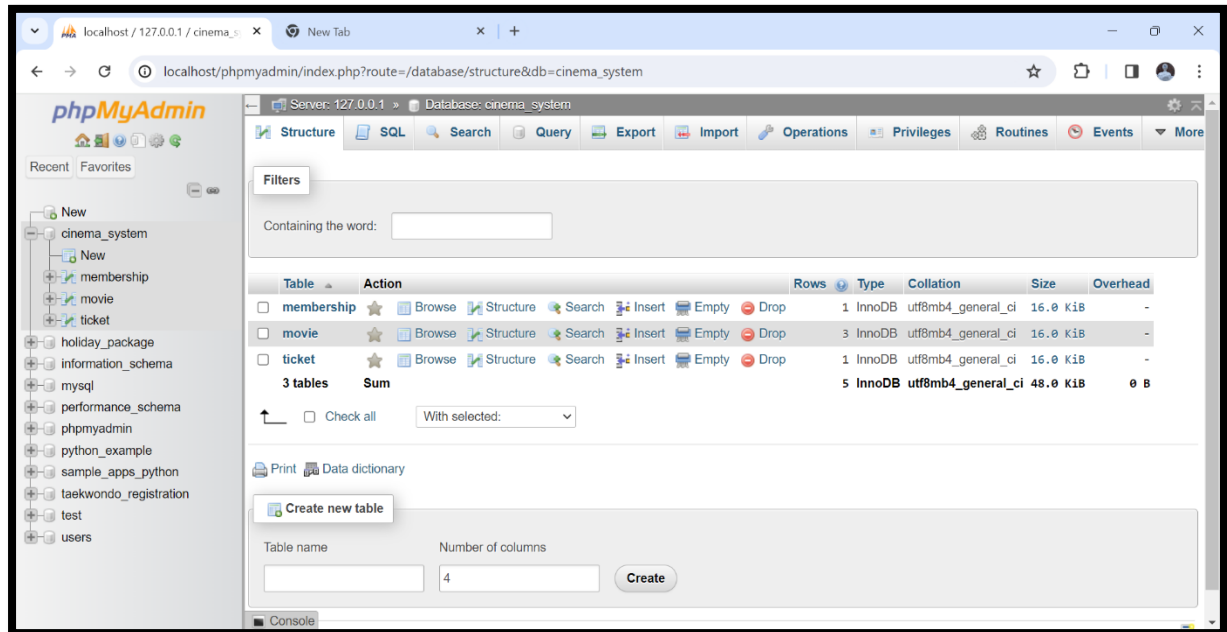 localhost / 127.0.0.1 / cinema_s
New Tab
localhost/phpmyadmin/index.php?route=/database/structure&db=cinema_system
phpMyAdmin
Recent Favorites
New
cinema_system
New
membership
movie
ticket
holiday_package
information_schema
mysql
performance_schema
phpmyadmin
python_example
sample_apps_python
taekwondo_registration
test
users
Server: 127.0.0.1 » Database: cinema_system
Structure SQL Search Query Export Import Operations Privileges Routines Events More
Filters
Containing the word:
Table Action Rows Type Collation Size Overhead
membership Browse Structure Search Insert Empty Drop 1 InnoDB utf8mb4_general_ci 16.0 KiB -
movie Browse Structure Search Insert Empty Drop 3 InnoDB utf8mb4_general_ci 16.0 KiB -
ticket Browse Structure Search Insert Empty Drop 1 InnoDB utf8mb4_general_ci 16.0 KiB -
3 tables Sum 5 InnoDB utf8mb4_general_ci 48.0 KiB 0 B
Check all With selected:
Print Data dictionary
Create new table
Table name Number of columns
4 Create
Console